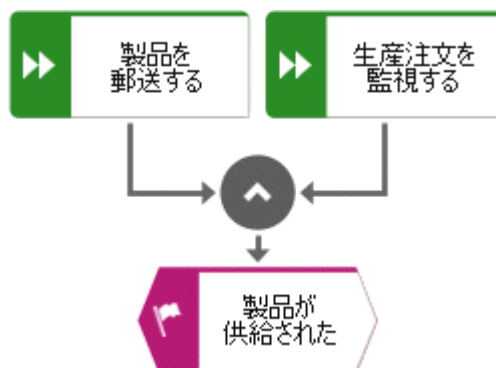 製品を
郵送する
生産注文を
監視する
製品が
供給された